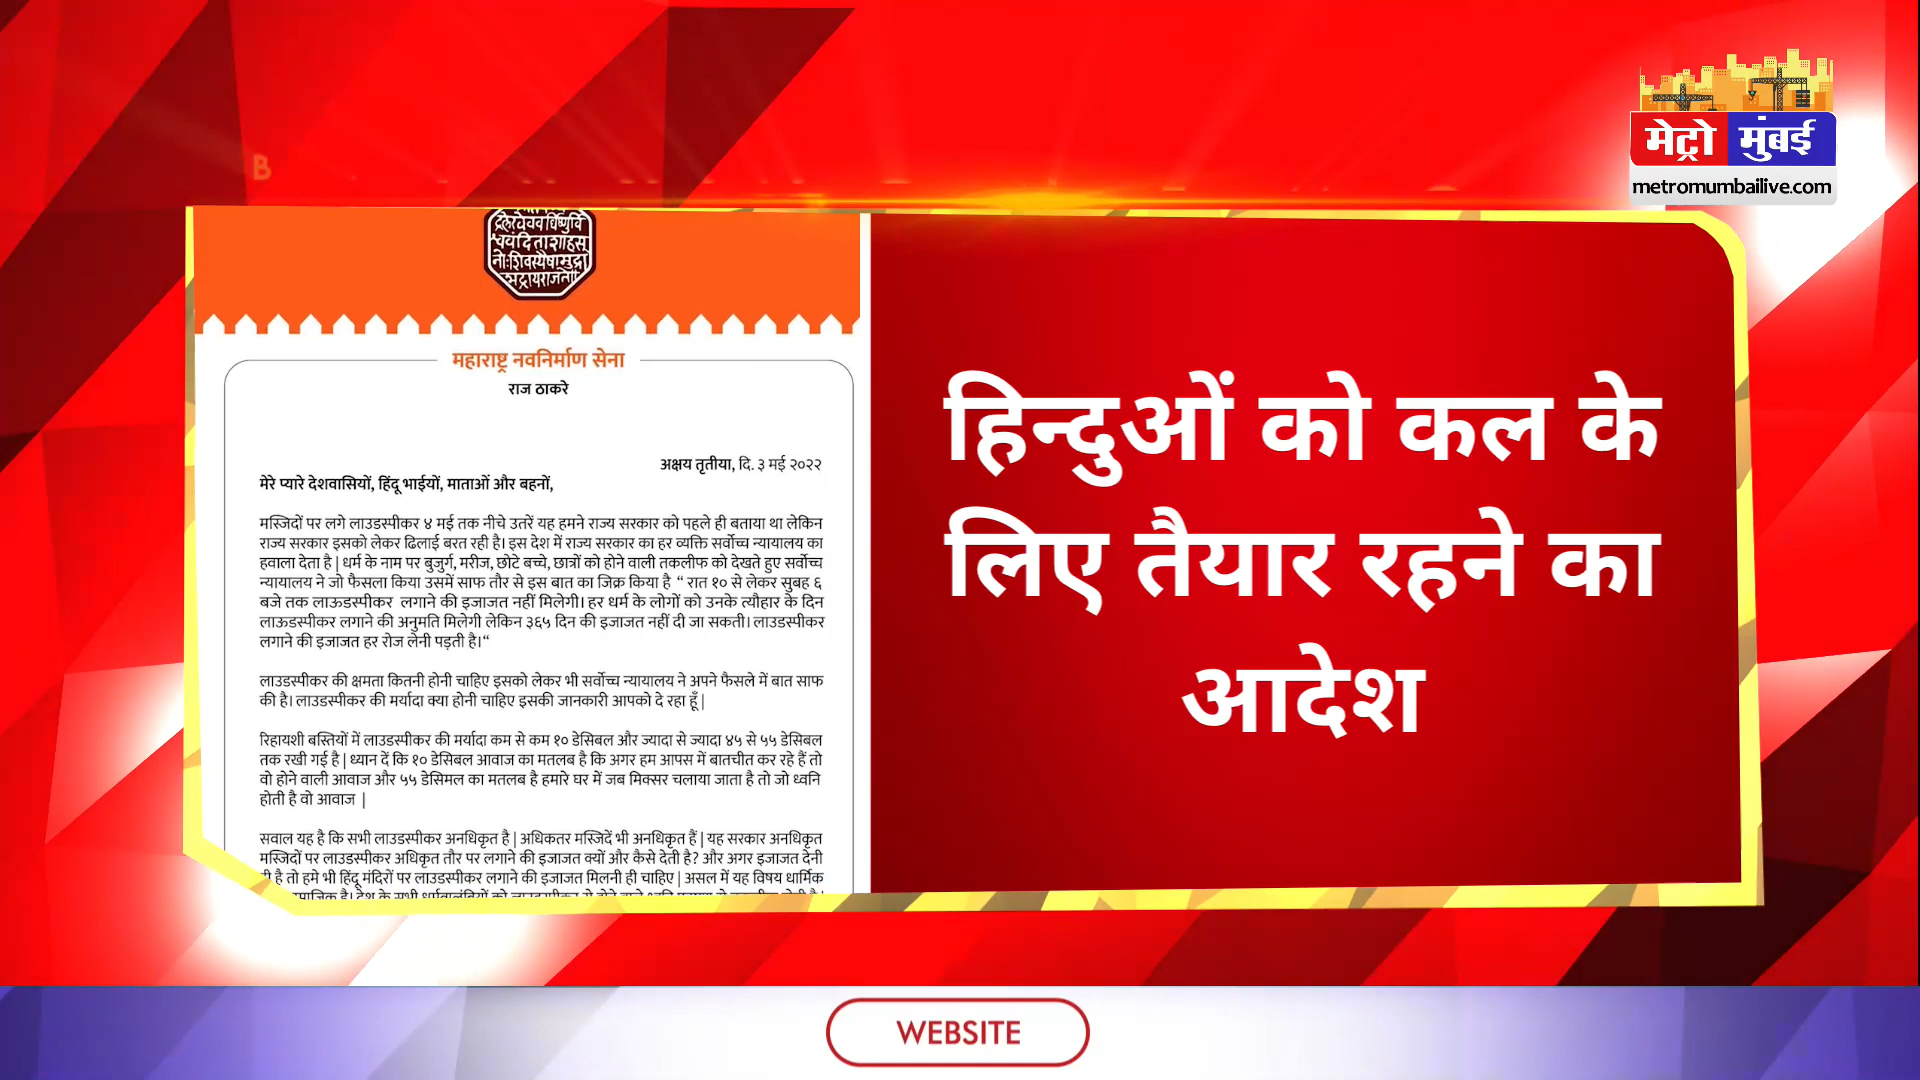 मेट्रो मुंबई
metromumbailive.com
महाराष्ट्र नवनिर्माण सेना
राज ठाकरे
अक्षय तृतीया, दि. ३ मई २०२२
मेरे प्यारे देशवासियों, हिंदू भाईयों, माताओं और बहनों,
मस्जिदों पर लगे लाउडस्पीकर ४ मई तक नीचे उतरें यह हमने राज्य सरकार को पहले ही बताया था लेकिन
राज्य सरकार इसको लेकर ढिलाई बरत रही है। इस देश में राज्य सरकार का हर व्यक्ति सर्वोच्च न्यायालय का
हवाला देता है | धर्म के नाम पर बुजुर्ग, मरीज, छोटे बच्चे, छात्रों को होने वाली तकलीफ को देखते हुए सर्वोच्च
न्यायालय ने जो फैसला किया उसमें साफ तौर से इस बात का जिक्र किया है “ रात १० से लेकर सुबह ६
बजे तक लाऊडस्पीकर लगाने की इजाजत नहीं मिलेगी। हर धर्म के लोगों को उनके त्यौहार के दिन
लाऊडस्पीकर लगाने की अनुमति मिलेगी लेकिन ३६५ दिन की इजाजत नहीं दी जा सकती। लाउडस्पीकर
लगाने की इजाजत हर रोज लेनी पड़ती है।“
लाउडस्पीकर की क्षमता कितनी होनी चाहिए इसको लेकर भी सर्वोच्च न्यायालय ने अपने फैसले में बात साफ
की है। लाउडस्पीकर की मर्यादा क्या होनी चाहिए इसकी जानकारी आपको दे रहा हूँ |
रिहायशी बस्तियों में लाउडस्पीकर की मर्यादा कम से कम १० डेसिबल और ज्यादा से ज्यादा ४५ से ५५ डेसिबल
तक रखी गई है | ध्यान दें कि १० डेसिबल आवाज का मतलब है कि अगर हम आपस में बातचीत कर रहे हैं तो
वो होने वाली आवाज और ५५ डेसिमल का मतलब है हमारे घर में जब मिक्सर चलाया जाता है तो जो ध्वनि
होती है वो आवाज |
सवाल यह है कि सभी लाउडस्पीकर अनधिकृत है | अधिकतर मस्जिदें भी अनधिकृत हैं | यह सरकार अनधिकृत
मस्जिदों पर लाउडस्पीकर अधिकृत तौर पर लगाने की इजाजत क्यों और कैसे देती है? और अगर इजाजत देनी
ही है तो हमे भी हिंदू मंदिरों पर लाउडस्पीकर लगाने की इजाजत मिलनी ही चाहिए | असल में यह विषय धार्मिक
हिन्दुओं को कल के
लिए तैयार रहने का
आदेश
WEBSITE